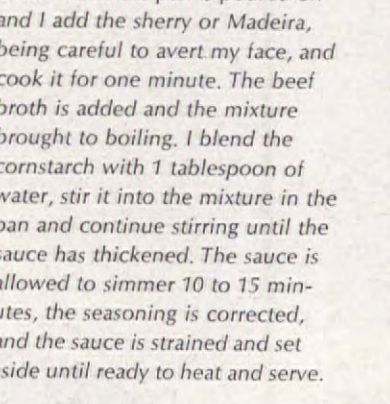 and I add the sherry or Madeira,
being careful to avert my face, and
cook it for one minute. The beef
broth is added and the mixture
brought to boiling. I blend the
cornstarch with 1 tablespoon of
water, stir it into the mixture in the
pan and continue stirring until the
sauce has thickened. The sauce is
allowed to simmer 10 to 15 min-
utes, the seasoning is corrected,
and the sauce is strained and set
aside until ready to heat and serve.